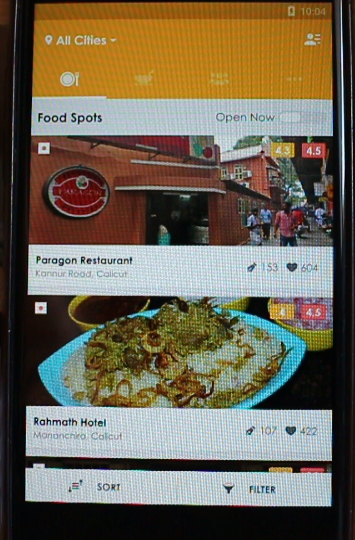 10:04
All Cities
Food Spots
Open Now
4.3 4.5
PARAGON
Paragon Restaurant
153 604
Kannur Road, Calicut
4 4.5
Rahmath Hotel
107 422
Mananchira, Calicut
SORT FILTER